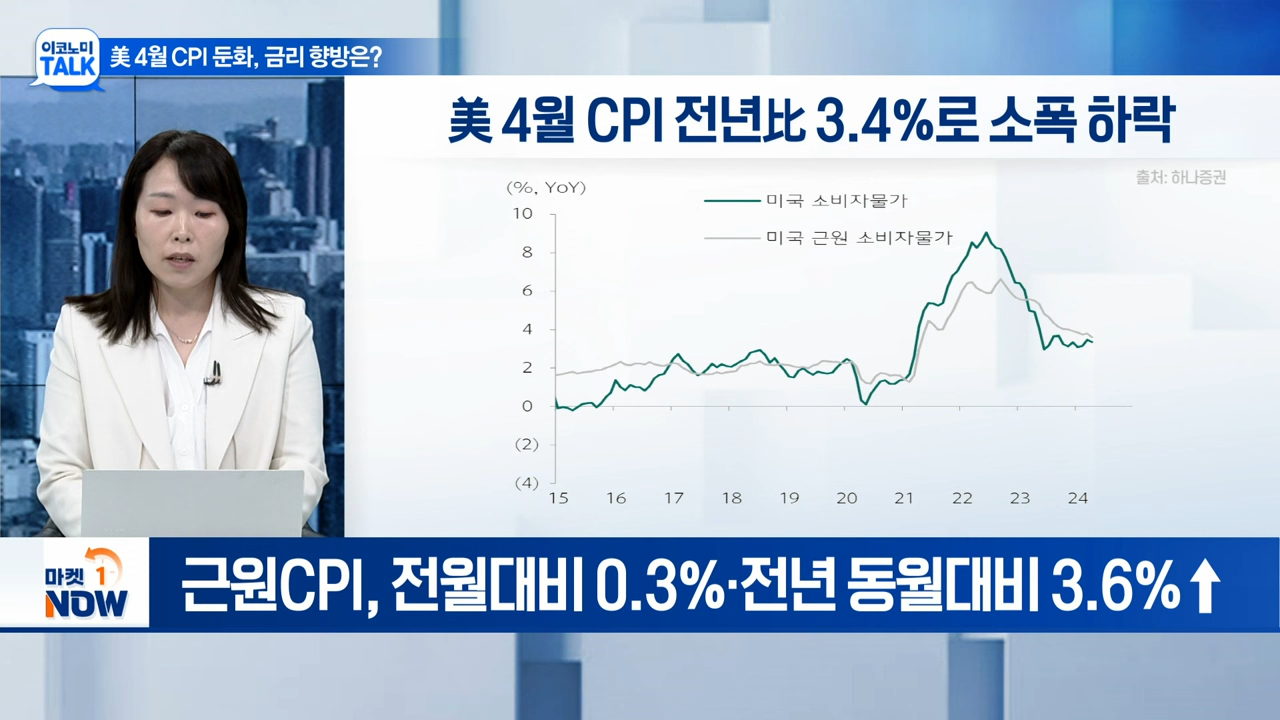 이코노미
TALK
美 4월 CPI 둔화, 금리 향방은?
美 4월 CPI 전년比 3.4%로 소폭 하락
출처: 하나증권
(%, YoY)
미국 소비자물가
미국 근원 소비자물가
10
8
6
4
2
0
(2)
(4)
15 16 17 18 19 20 21 22 23 24
마켓 1
NOW
근원CPI, 전월대비 0.3%·전년 동월대비 3.6%↑